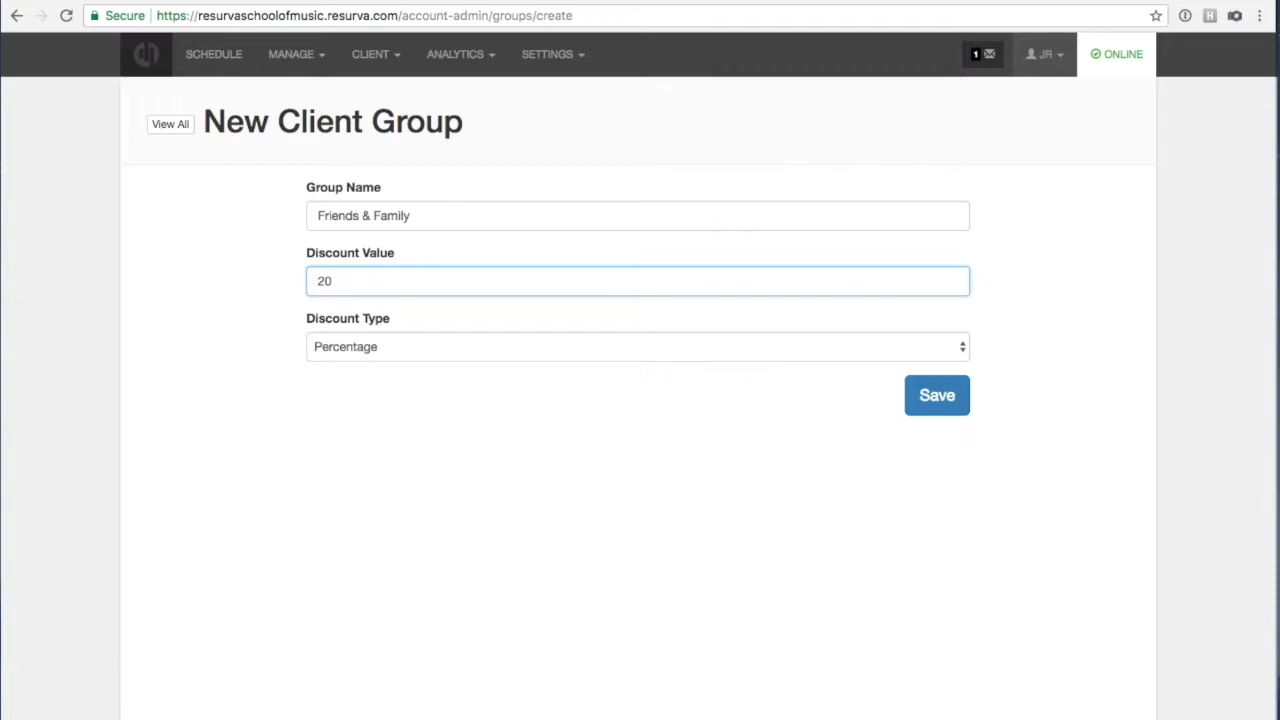 Secure https://resurvaschoolofmusic.resurva.com/account-admin/groups/create
SCHEDULE MANAGE CLIENT ANALYTICS SETTINGS 1 JR ONLINE
View All New Client Group
Group Name
Friends & Family
Discount Value
20
Discount Type
Percentage
Save